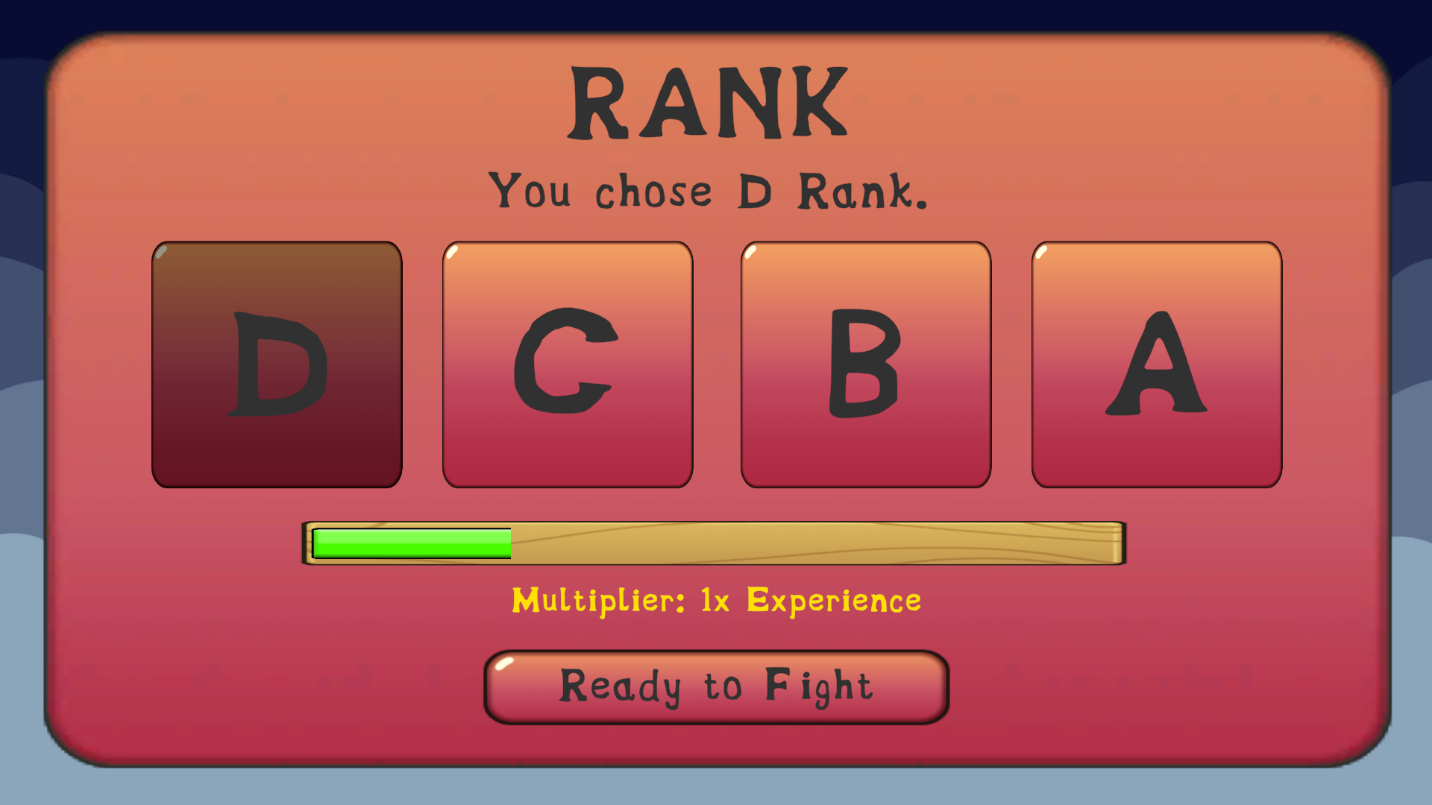 RANK
You chose D Rank.
D C B A
Multiplier: 1x Experience
Ready to Fight